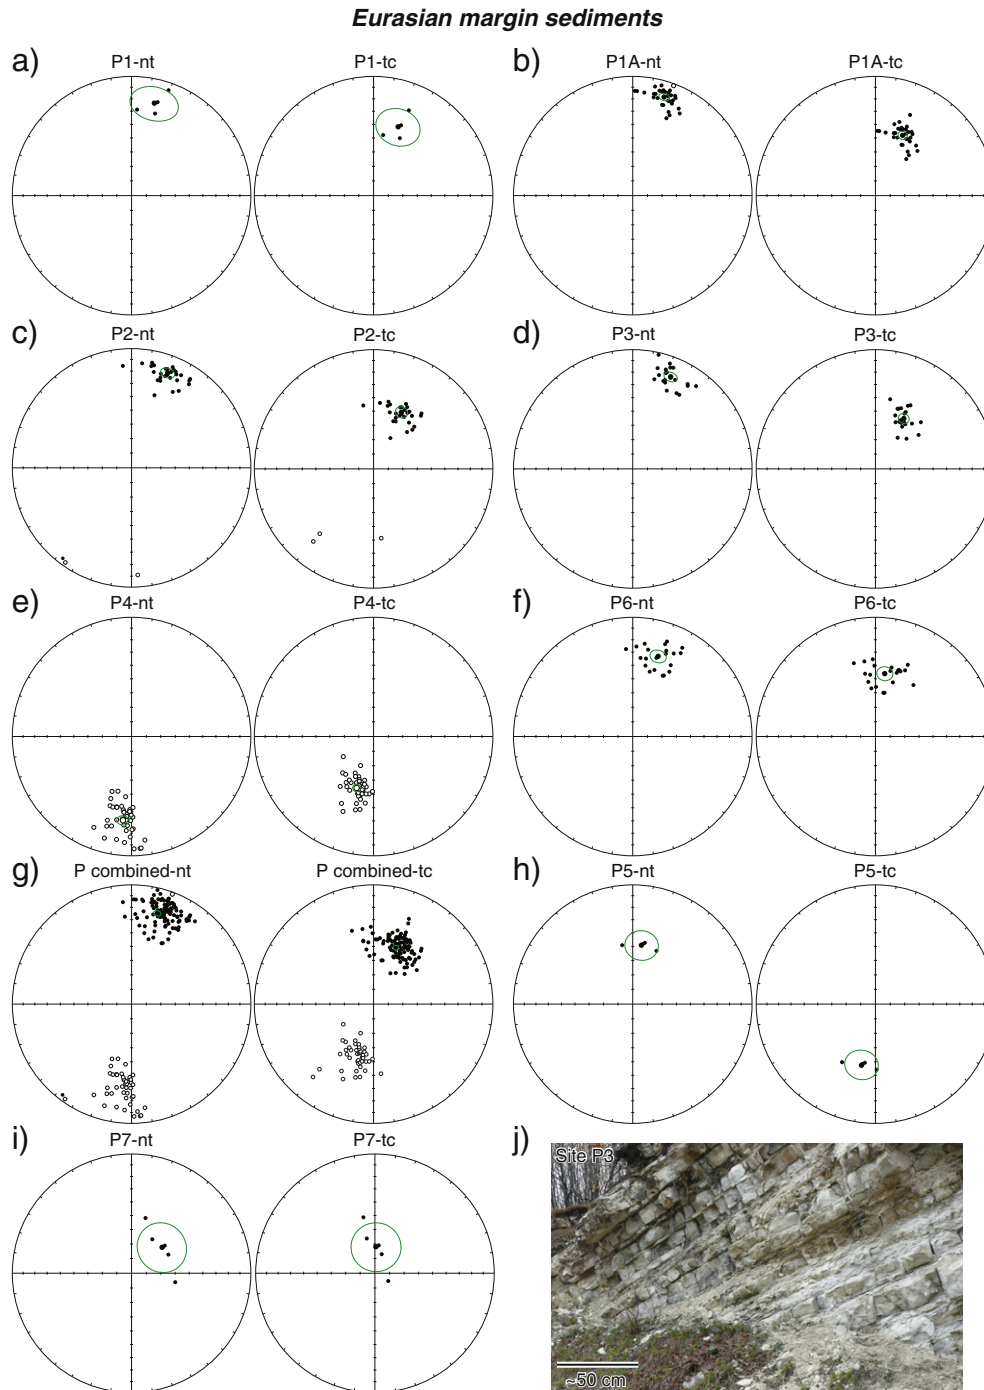 Eurasian margin sediments
a)
P1-nt
P1-tc
b)
P1A-nt
P1A-tc
c)
P2-nt
P2-tc
d)
P3-nt
P3-tc
e)
P4-nt
P4-tc
f)
P6-nt
P6-tc
g)
P combined-nt
P combined-tc
h)
P5-nt
P5-tc
i)
P7-nt
P7-tc
j)
Site P3
~50 cm